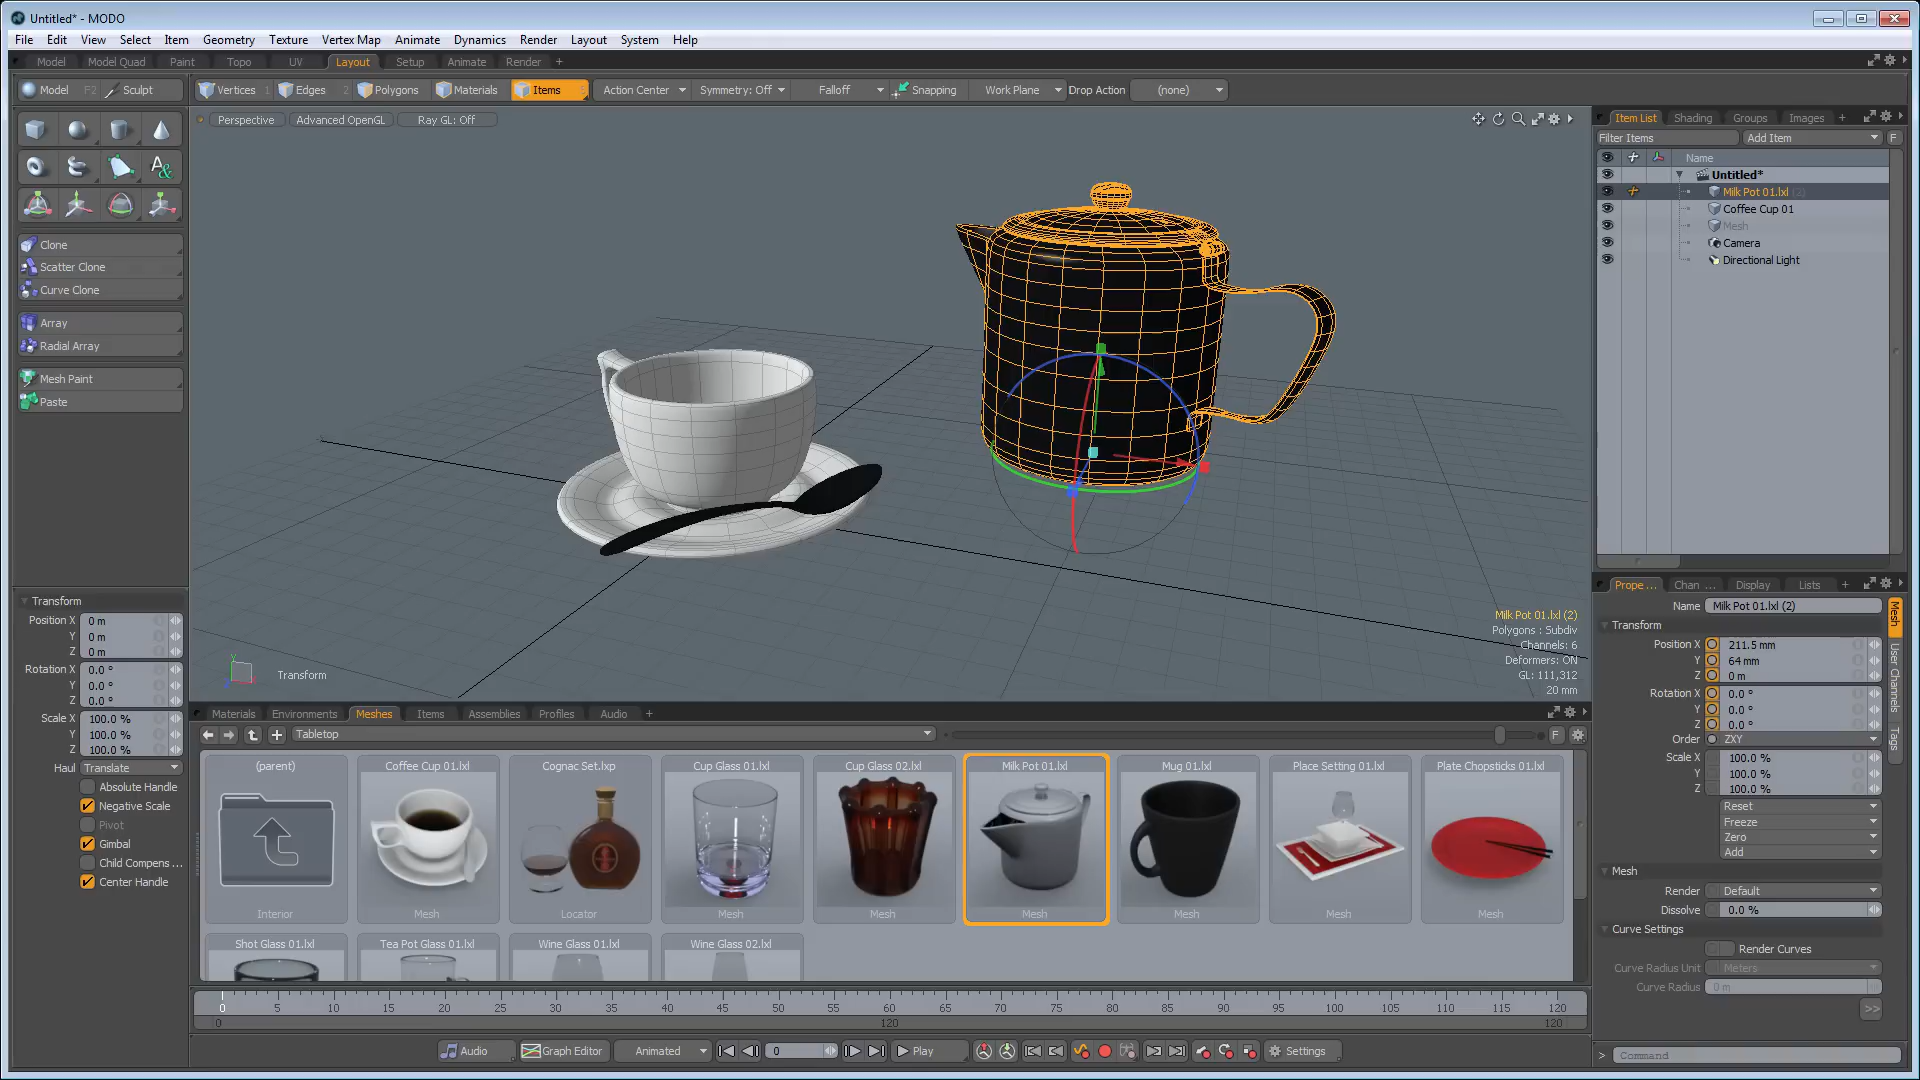 Untitled* - MODO
File Edit View Select Item Geometry Texture Vertex Map Animate Dynamics Render Layout System Help
Model Model Quad Paint Topo UV Layout Setup Animate Render +
Model F2 Sculpt Vertices 1 Edges 2 Polygons Materials Items 5 Action Center Symmetry: Off Falloff Snapping Work Plane Drop Action (none)
Perspective Advanced OpenGL Ray GL: Off
Item List Shading Groups Images +
Filter Items Add Item F
Name
Untitled*
Milk Pot 01.lxl (2)
Coffee Cup 01
Mesh
Camera
Directional Light
Clone
Scatter Clone
Curve Clone
Array
Radial Array
Mesh Paint
Paste
Transform
Position X 0 m
Y 0 m
Z 0 m
Rotation X 0.0 °
Y 0.0 °
Z 0.0 °
Scale X 100.0 %
Y 100.0 %
Z 100.0 %
Haul Translate
Absolute Handle
Negative Scale
Pivot
Gimbal
Child Compens ...
Center Handle
Transform
Milk Pot 01.lxl (2)
Polygons : Subdiv
Channels: 6
Deformers: ON
GL: 111,312
20 mm
Prope ... Chan ... Display Lists +
Name Milk Pot 01.lxl (2)
Transform
Position X 211.5 mm
Y 64 mm
Z 0 m
Rotation X 0.0 °
Y 0.0 °
Z 0.0 °
Order ZXY
Scale X 100.0 %
Y 100.0 %
Z 100.0 %
Reset
Freeze
Zero
Add
Mesh
Render Default
Dissolve 0.0 %
Curve Settings
Render Curves
Curve Radius Unit Meters
Curve Radius 0 m
>>
Mesh
User Channels
Tags
> Command
Materials Environments Meshes Items Assemblies Profiles Audio +
Tabletop F
(parent) Coffee Cup 01.lxl Cognac Set.lxp Cup Glass 01.lxl Cup Glass 02.lxl Milk Pot 01.lxl Mug 01.lxl Place Setting 01.lxl Plate Chopsticks 01.lxl
Interior Mesh Locator Mesh Mesh Mesh Mesh Mesh Mesh
Shot Glass 01.lxl Tea Pot Glass 01.lxl Wine Glass 01.lxl Wine Glass 02.lxl
0 5 10 15 20 25 30 35 40 45 50 55 60 65 70 75 80 85 90 95 100 105 110 115 120
0 120 120
Audio Graph Editor Animated 0 Play Settings